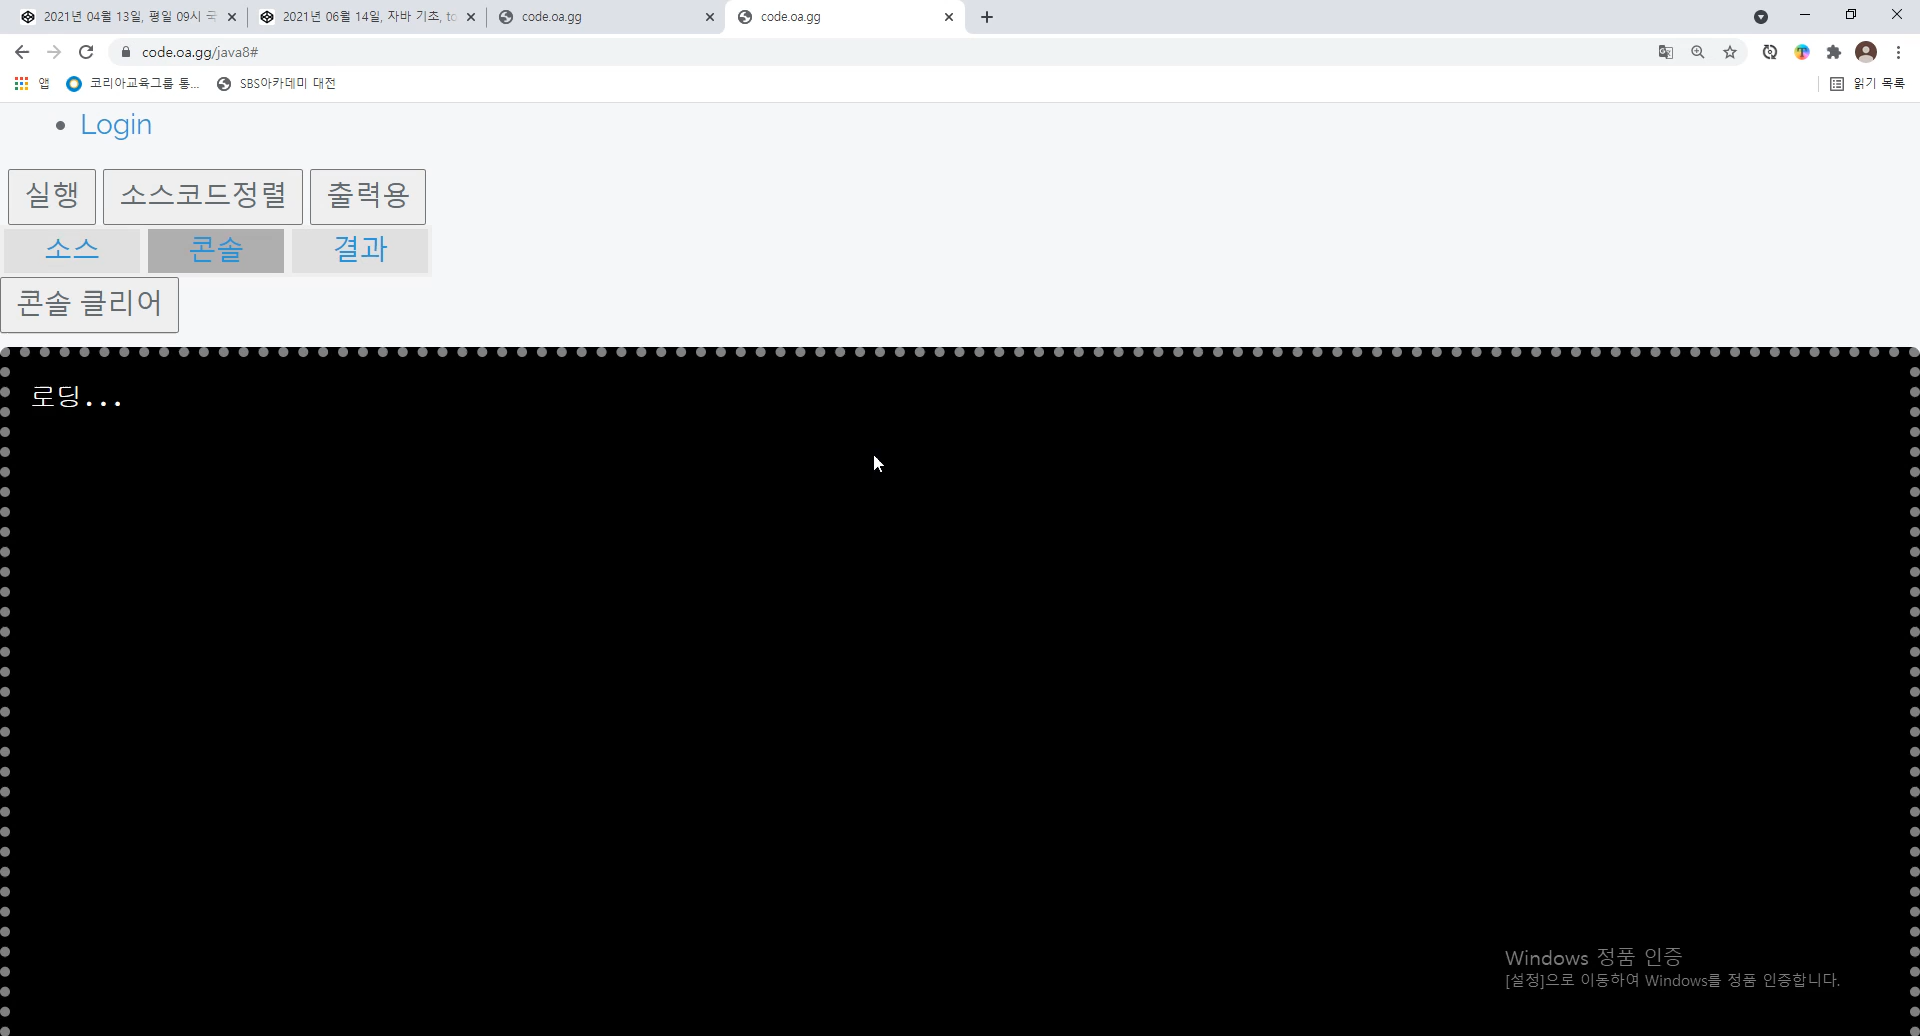 2021년 04월 13일, 평일 09시 국
2021년 06월 14일, 자바 기초, to
code.oa.gg
code.oa.gg
code.oa.gg/java8#
앱
코리아교육그룹 통...
SBS아카데미 대전
읽기 목록
Login
실행
소스코드정렬
출력용
소스
콘솔
결과
콘솔 클리어
로딩...
Windows 정품 인증
[설정]으로 이동하여 Windows를 정품 인증합니다.